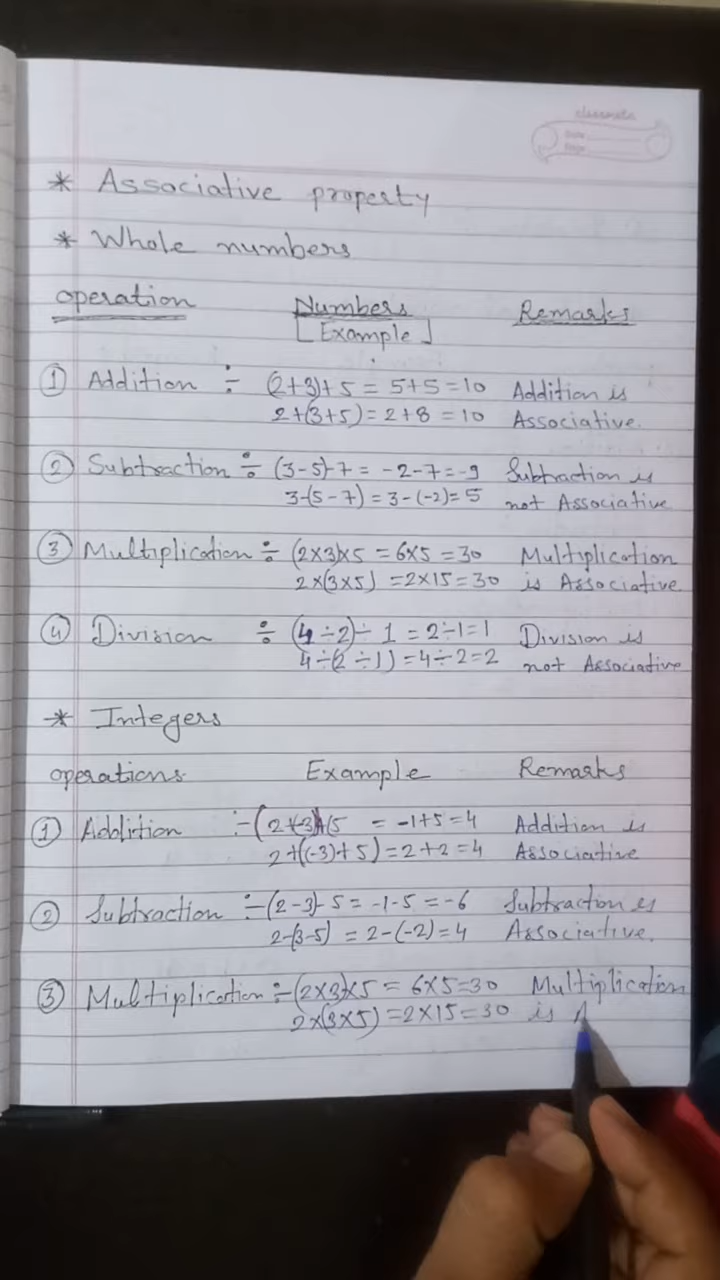 classmate
Date
Page
* Associative property
* Whole numbers
operation Numbers Remarks
[Example]
① Addition ÷ (2+3)+5 = 5+5=10 Addition is
2+(3+5)=2+8=10 Associative.
② Subtraction ÷ (3-5)-7= -2-7=-9 Subtraction is
3-(5-7)=3-(-2)=5 not Associative
③ Multiplication ÷ (2×3)×5 =6×5=30 Multiplication
2×(3×5) =2×15=30 is Associative
④ Division ÷ (4÷2)÷ 1 = 2÷1=1 Division is
4÷(2÷1)=4÷2=2 not Associative
* Integers
operations Example Remarks
① Addition :- (2+(-3)+5 = -1+5=4 Addition is
2+((-3)+5)=2+2=4 Associative
② Subtraction ÷ (2-3)-5=-1-5=-6 Subtraction is
2-(3-5) = 2-(-2)=4 Associative.
③ Multiplication ÷ (2×3)×5 = 6×5=30 Multiplication
2×(3×5)=2×15=30 is A